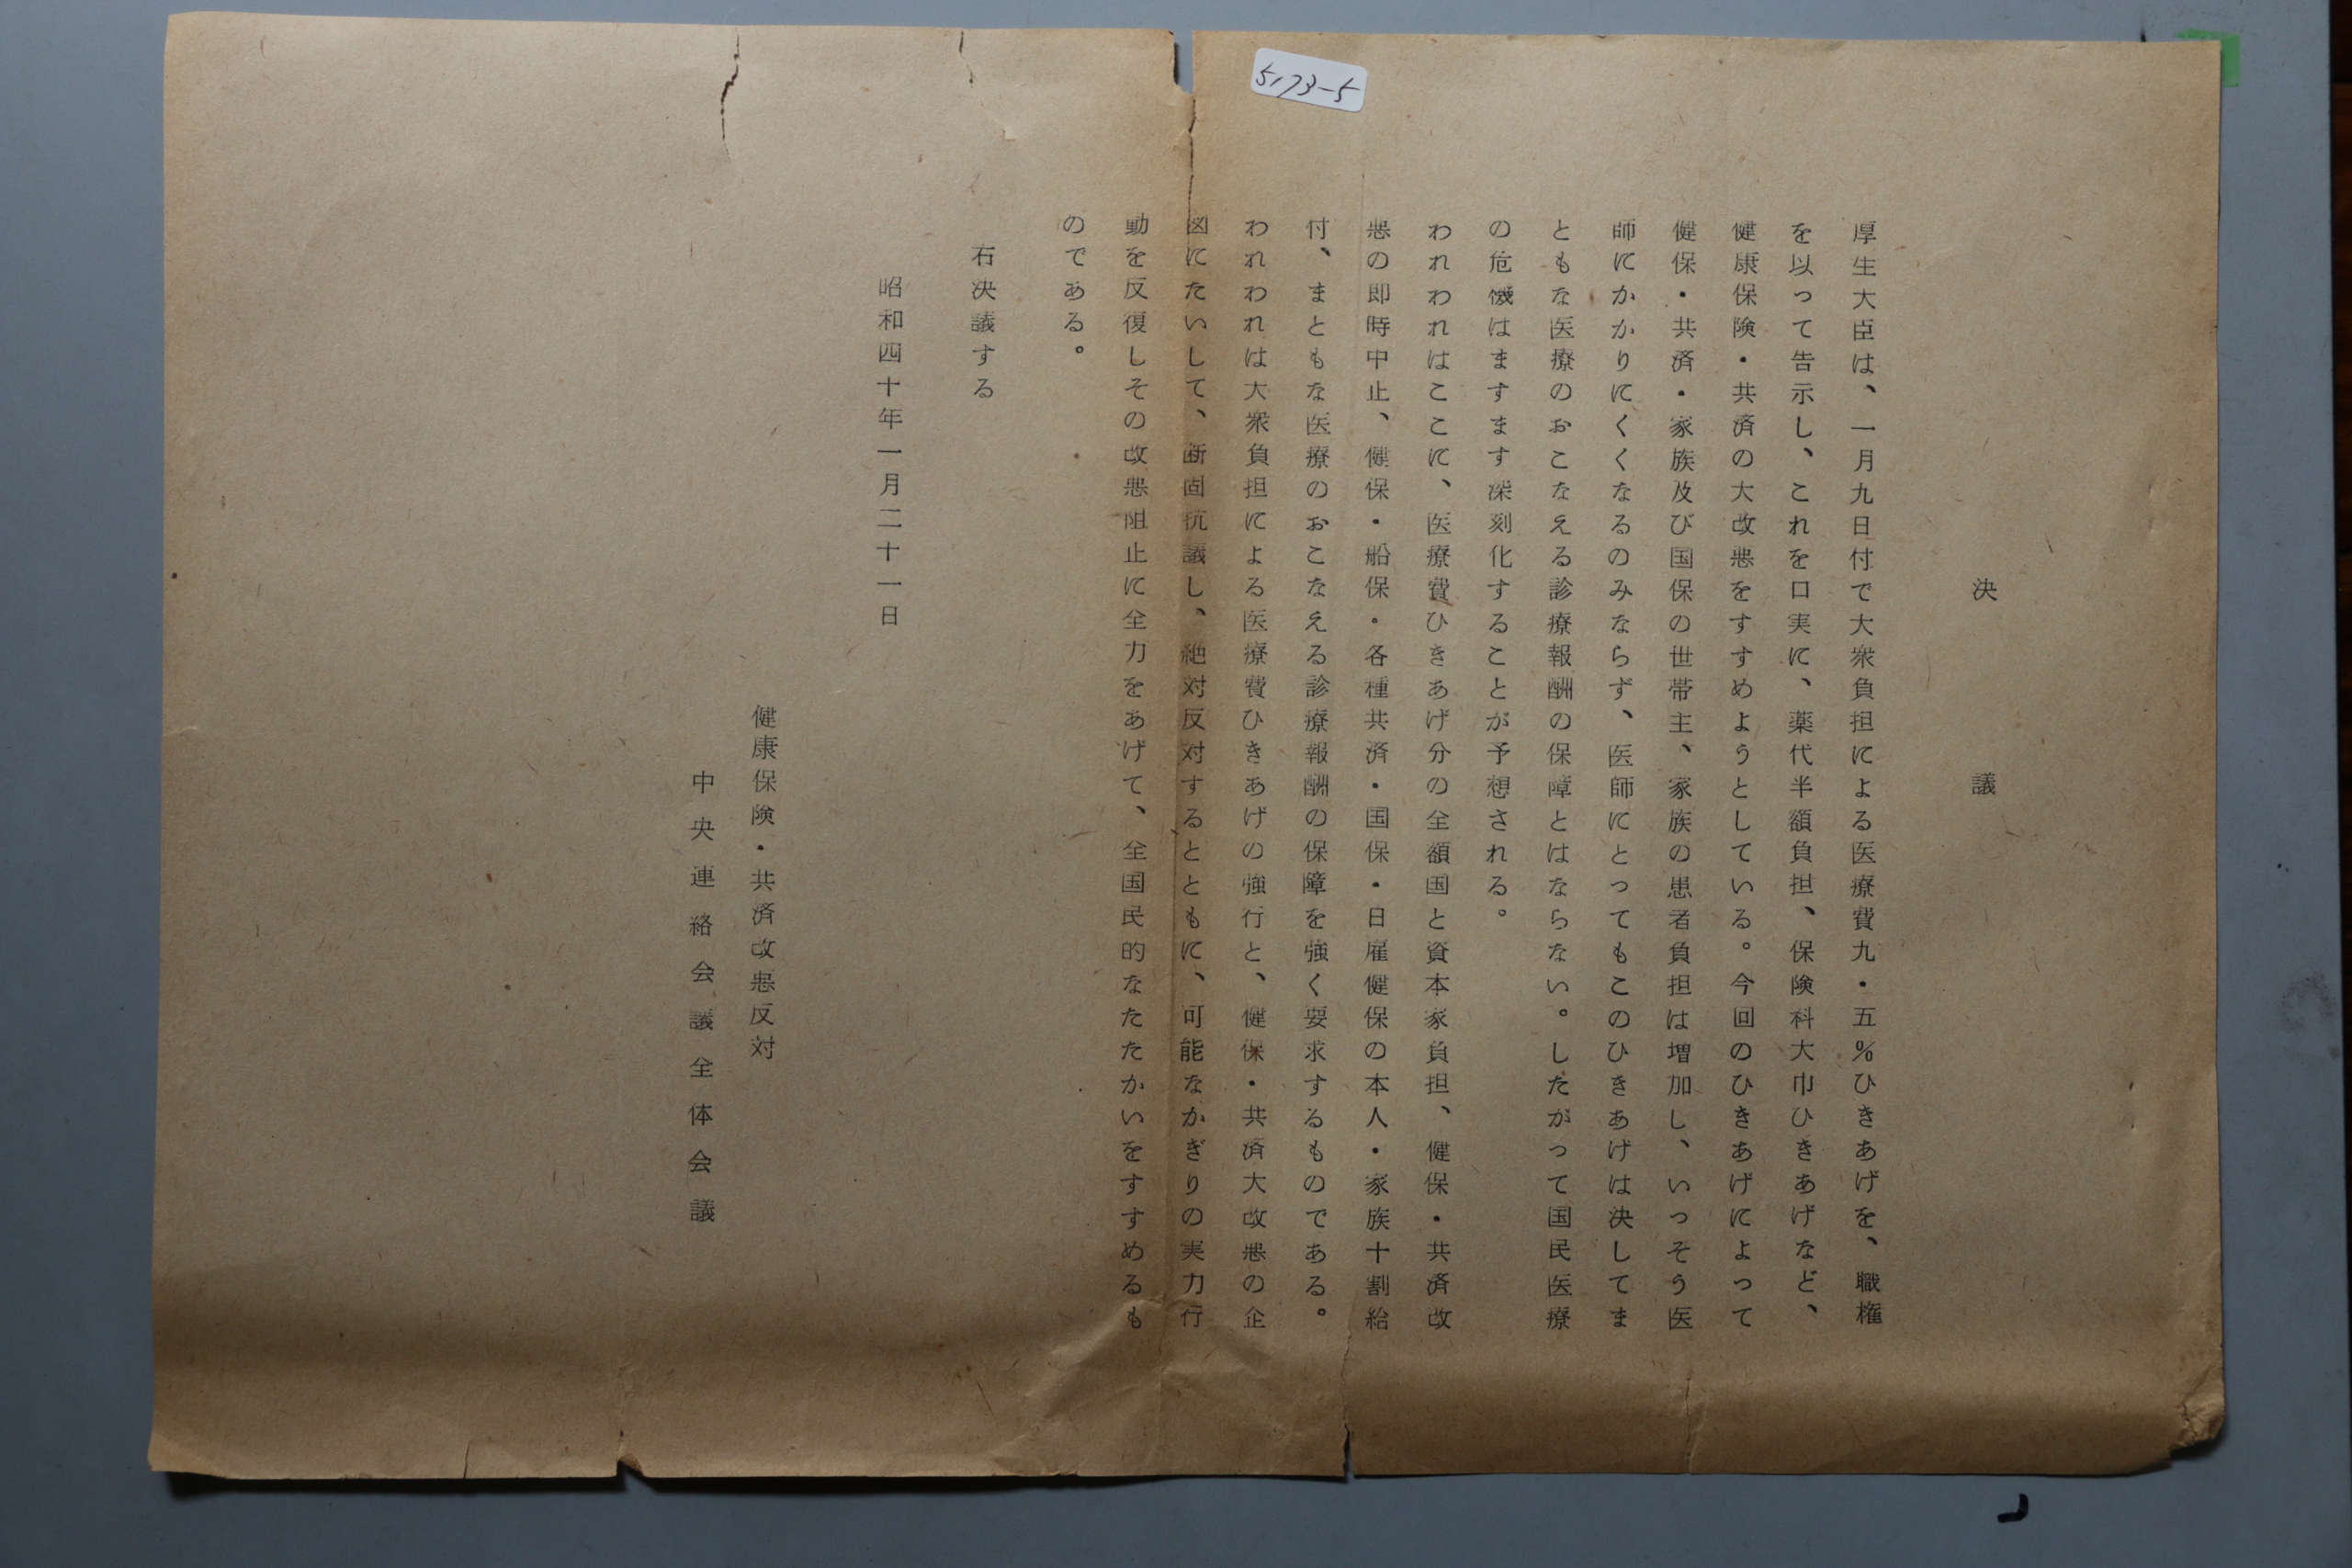 5173-5
決議
厚生大臣は、一月九日付で大衆負担による医療費九・五%ひきあげを、職権
を以って告示し、これを口実に、薬代半額負担、保険科大巾ひきあげなど、
健康保険・共済の大改悪をすすめようとしている。今回のひきあげによって
健保・共済・家族及び国保の世帯主、家族の患者負担は増加し、いっそう医
師にかかりにくくなるのみならず、医師にとってもこのひきあげは決してま
ともな医療のおこなえる診療報酬の保障とはならない。したがって国民医療
の危機はますます深刻化することが予想される。
われわれはここに、医療費ひきあげ分の全額国と資本家負担、健保・共済改
悪の即時中止、健保・船保・各種共済・国保・日雇健保の本人・家族十割給
付、まともな医療のおこなえる診療報酬の保障を強く要求するものである。
われわれは大衆負担による医療費ひきあげの強行と、健保・共済大改悪の企
図にたいして、断固抗議し、絶対反対するとともに、可能なかぎりの実力行
動を反復しその改悪阻止に全力をあげて、全国民的なたたかいをすすめるも
のである。
右決議する
昭和四十年一月二十一日
健康保険・共済改悪反対
中央連絡会議全体会議